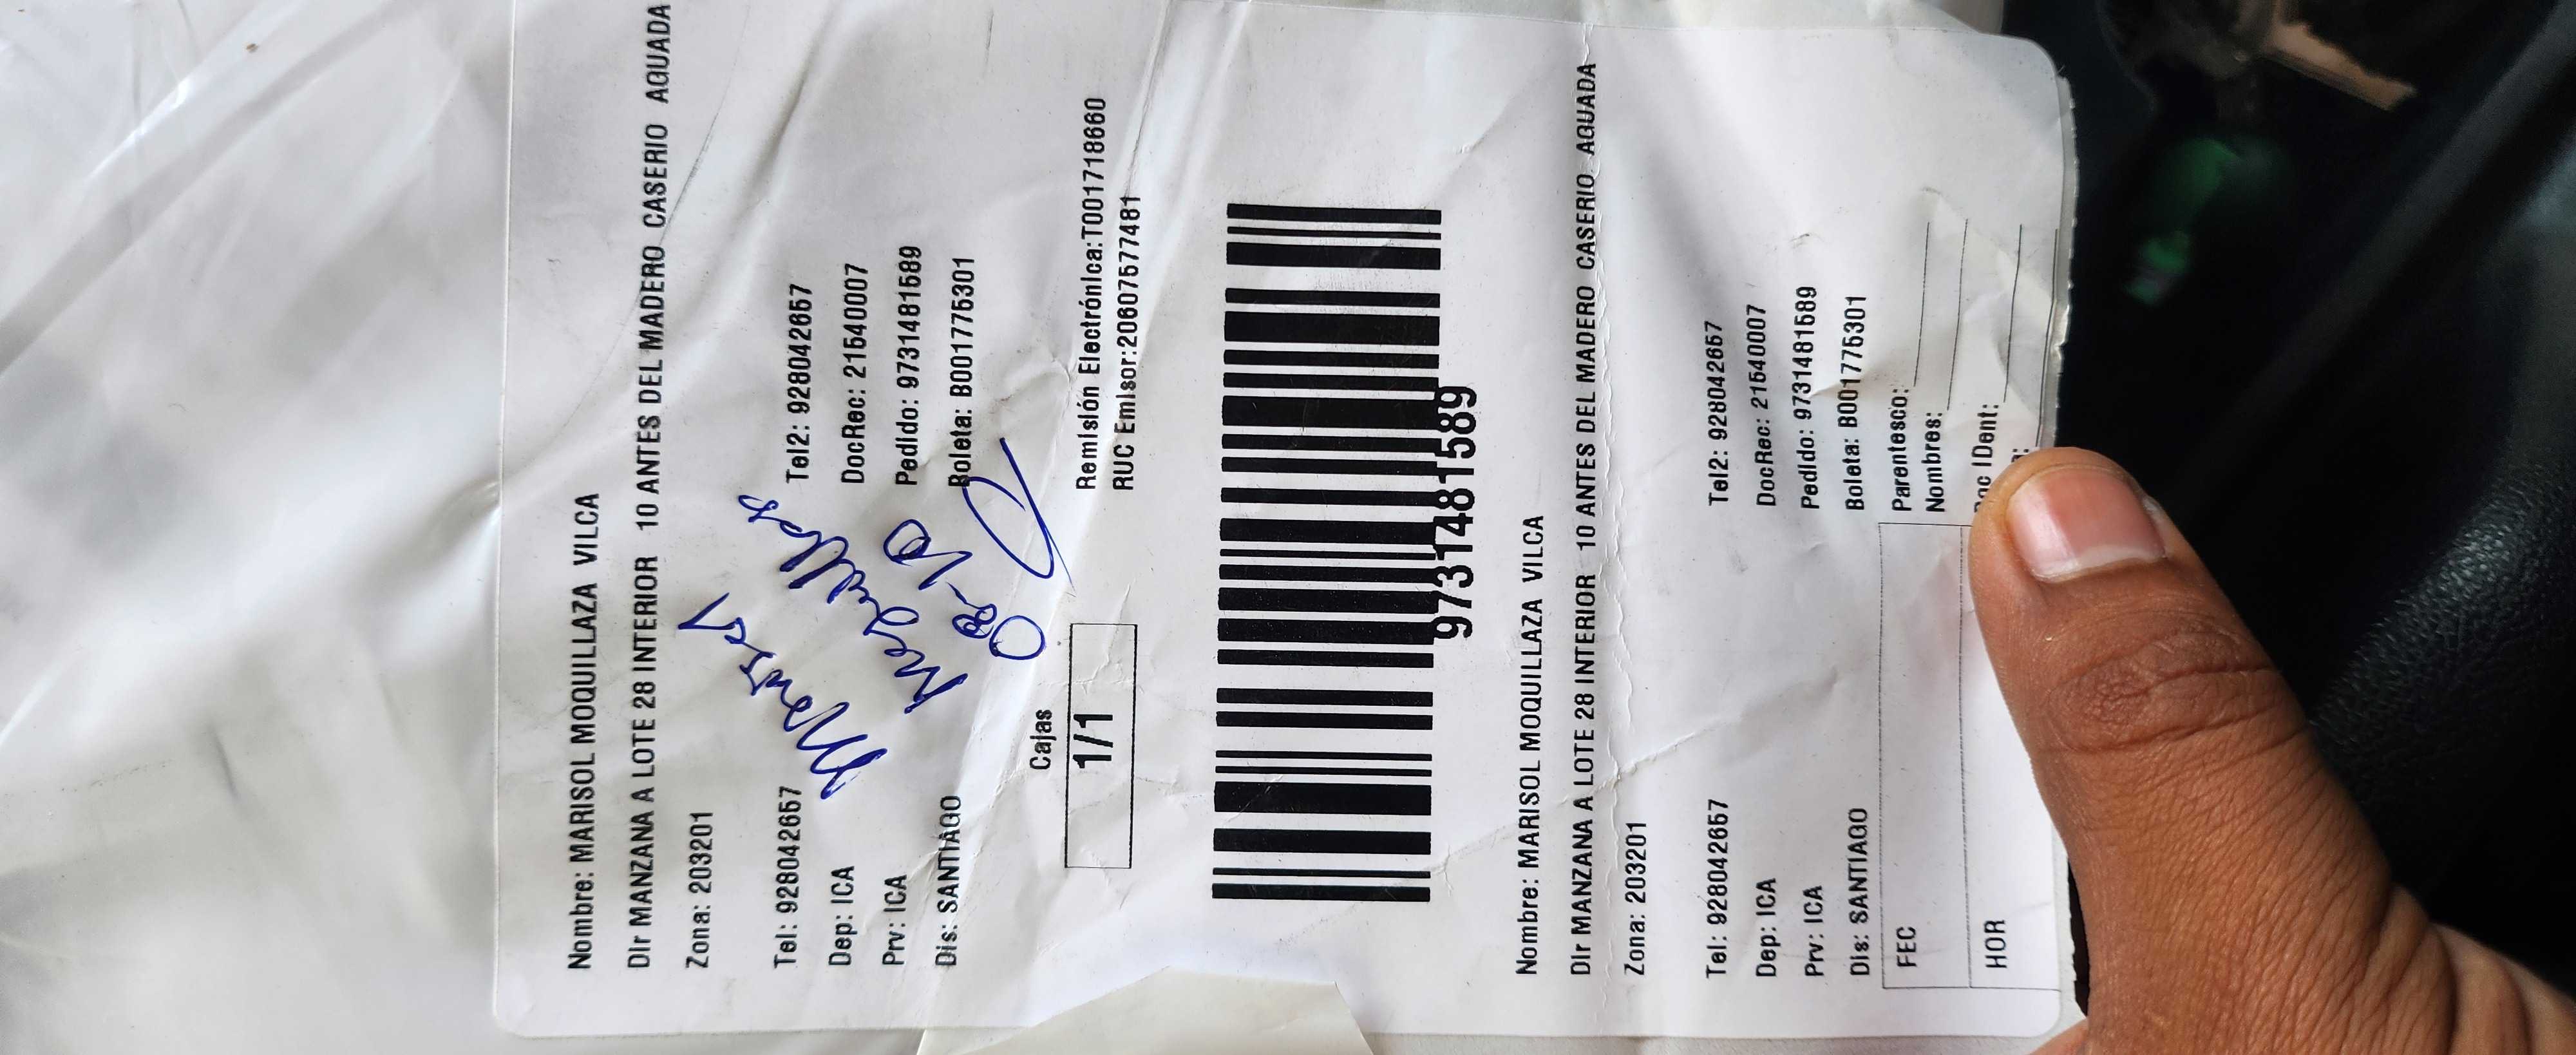 Nombre: MARISOL MOQUILLAZA VILCA
Dir MANZANA A LOTE 28 INTERIOR 10 ANTES DEL MADERO CASERIO AGUADA
Zona: 203201
Tel: 928042657 Tel2: 928042657
Dep: ICA DocRec: 21540007
Prv: ICA Pedido: 9731481589
Dis: SANTIAGO Boleta: B001775301
08-10
Cajas
1/1
Remisión Electrónica:T001718660
RUC Emisor:20607577481
9731481589
Nombre: MARISOL MOQUILLAZA VILCA
Dir MANZANA A LOTE 28 INTERIOR 10 ANTES DEL MADERO CASERIO AGUADA
Zona: 203201
Tel: 928042657 Tel2: 928042657
Dep: ICA DocRec: 21540007
Prv: ICA Pedido: 9731481589
Dis: SANTIAGO Boleta: B001775301
FEC Parentesco:
Nombres:
HOR Doc IDent: